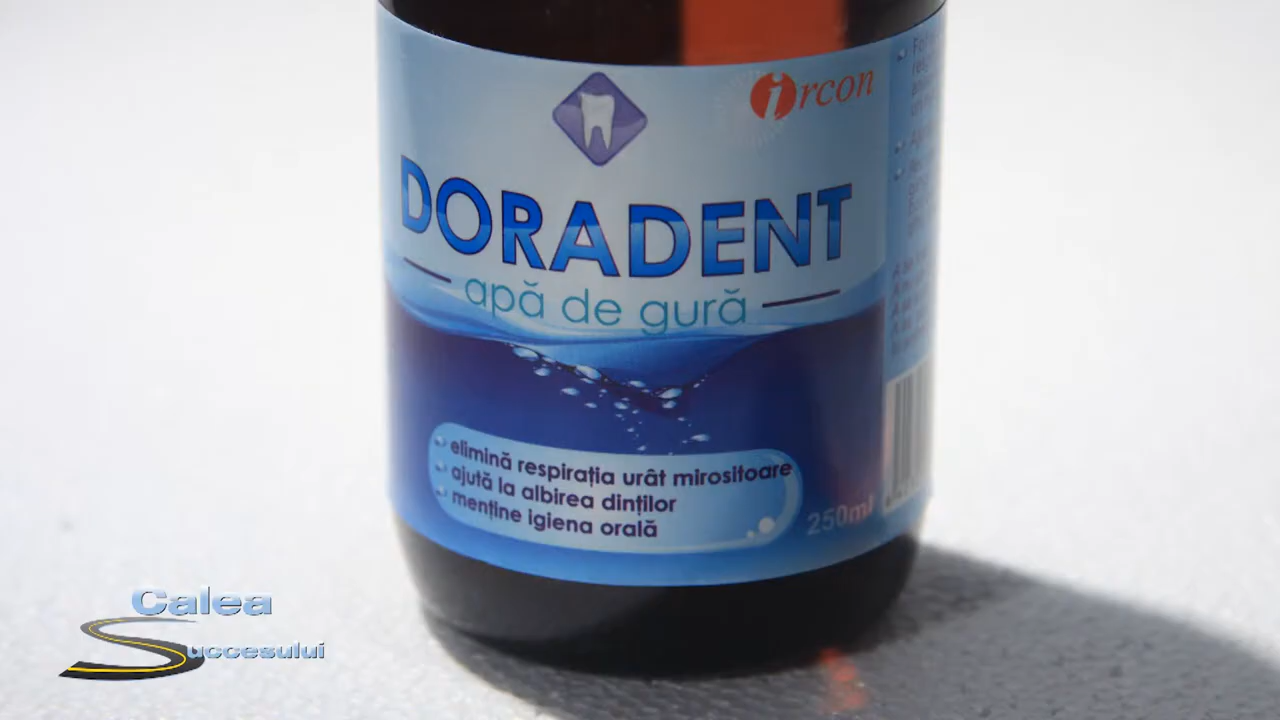 ircon
DORADENT
apă de gură
elimină respirația urât mirositoare
ajută la albirea dinților
menține igiena orală
250ml
Calea
Succesului